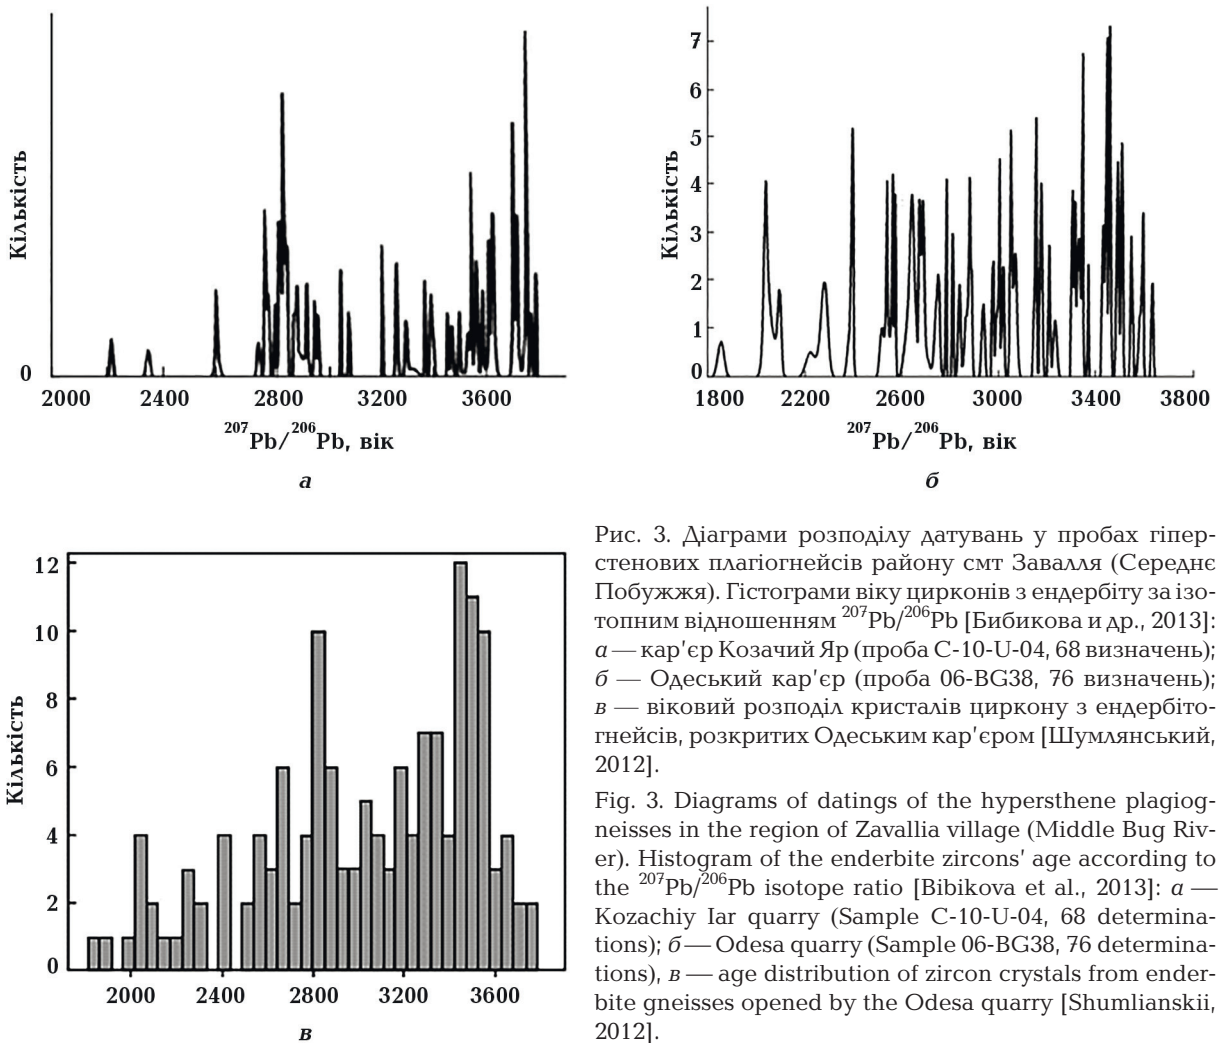 Кількість
0
2000 2400 2800 3200 3600
²⁰⁷Pb/²⁰⁶Pb, вік
а
Кількість
7
6
5
4
3
2
1
0
1800 2200 2600 3000 3400 3800
²⁰⁷Pb/²⁰⁶Pb, вік
б
Кількість
12
10
8
6
4
2
0
2000 2400 2800 3200 3600
в
Рис. 3. Діаграми розподілу датувань у пробах гіпер-
стенових плагіогнейсів району смт Завалля (Середнє
Побужжя). Гістограми віку цирконів з ендербіту за ізо-
топним відношенням ²⁰⁷Pb/²⁰⁶Pb [Бибикова и др., 2013]:
а — кар’єр Козачий Яр (проба С-10-U-04, 68 визначень);
б — Одеський кар’єр (проба 06-BG38, 76 визначень);
в — віковий розподіл кристалів циркону з ендербіто-
гнейсів, розкритих Одеським кар’єром [Шумлянський,
2012].
Fig. 3. Diagrams of datings of the hypersthene plagiog-
neisses in the region of Zavallia village (Middle Bug Riv-
er). Histogram of the enderbite zircons’ age according to
the ²⁰⁷Pb/²⁰⁶Pb isotope ratio [Bibikova et al., 2013]: а —
Kozachiy Iar quarry (Sample C-10-U-04, 68 determina-
tions); б — Odesa quarry (Sample 06-BG38, 76 determina-
tions), в — age distribution of zircon crystals from ender-
bite gneisses opened by the Odesa quarry [Shumlianskii,
2012].